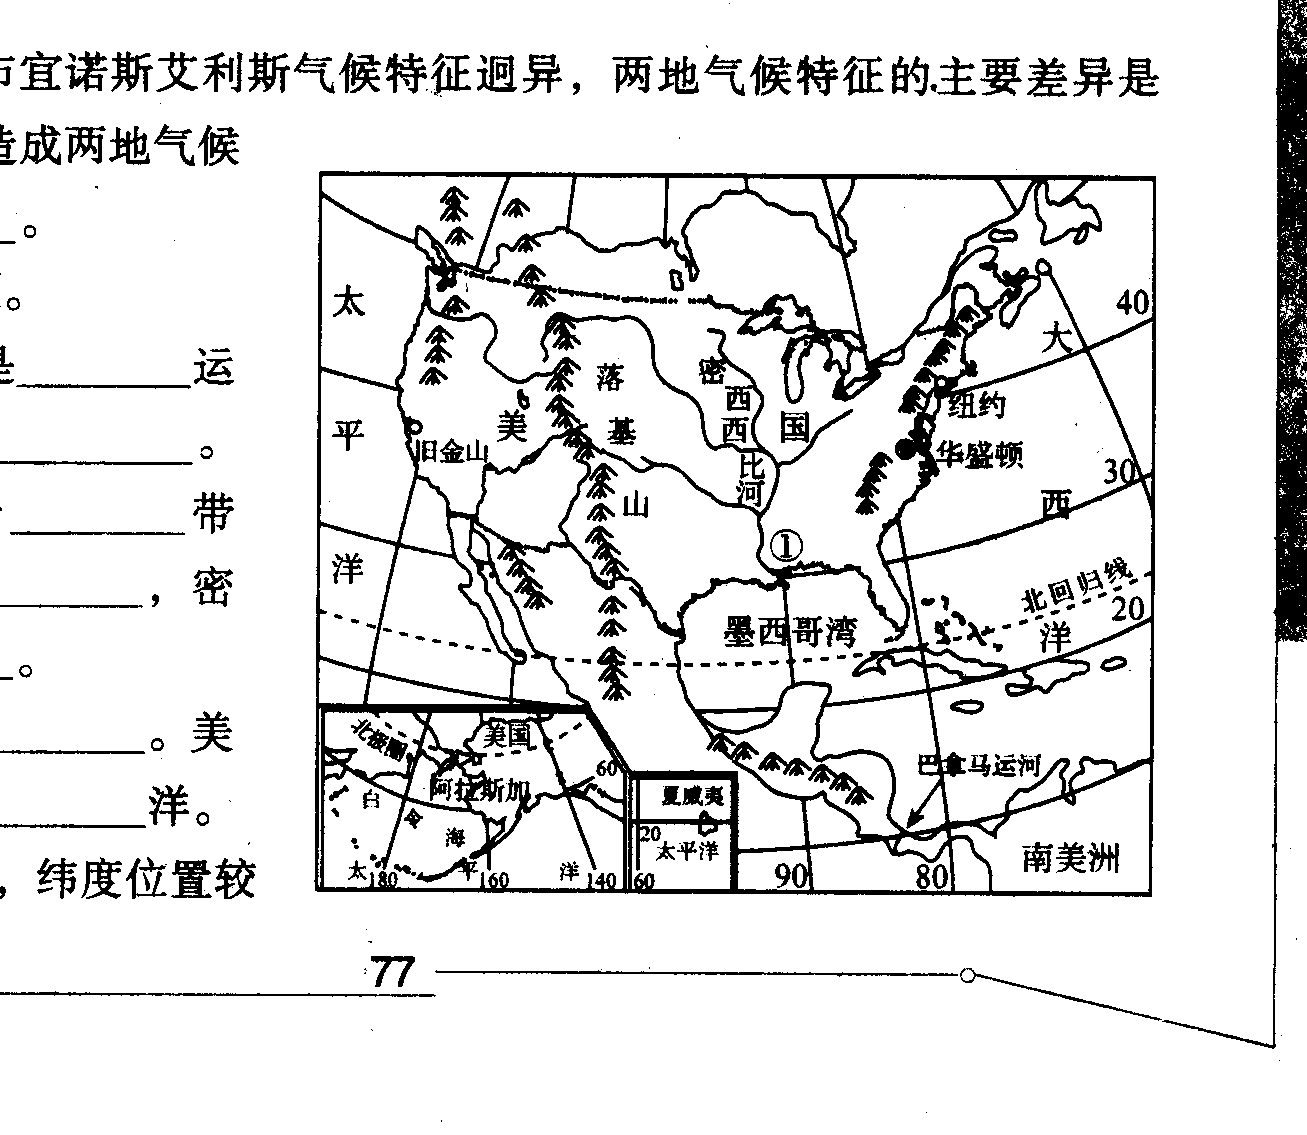 市宜诺斯艾利斯气候特征迥异，两地气候特征的主要差异是
造成两地气候
。
。
是________运
________。
________带
________，密
。
________。美
________洋。
，纬度位置较
太
平
洋
大
西
洋
40
30
20
北回归线
落
基
山
美
国
密
西
西
比
河
旧金山
纽约
华盛顿
①
墨西哥湾
巴拿马运河
南美洲
90
80
北极圈
美国
阿拉斯加
60
白
令
海
太
平
洋
180
160
140
夏威夷
20
太平洋
60
77